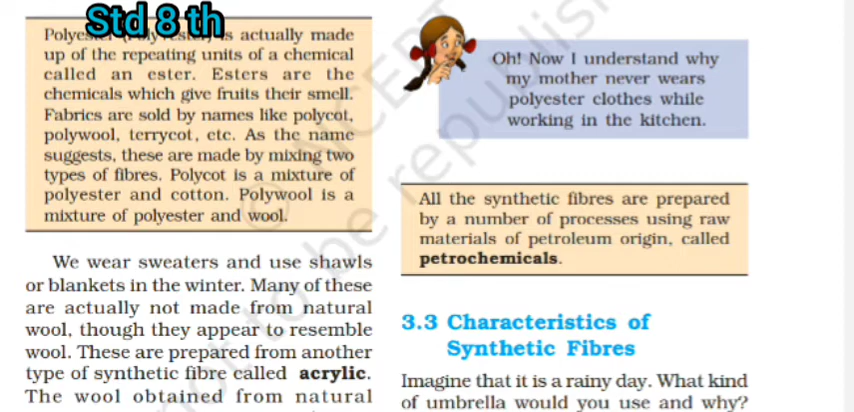 Std 8 th
is actually made
up of the repeating units of a chemical
called an ester. Esters are the
chemicals which give fruits their smell.
Fabrics are sold by names like polycot,
polywool, terrycot, etc. As the name
suggests, these are made by mixing two
types of fibres. Polycot is a mixture of
polyester and cotton. Polywool is a
mixture of polyester and wool.
We wear sweaters and use shawls
or blankets in the winter. Many of these
are actually not made from natural
wool, though they appear to resemble
wool. These are prepared from another
type of synthetic fibre called acrylic.
The wool obtained from natural
Oh! Now I understand why
my mother never wears
polyester clothes while
working in the kitchen.
All the synthetic fibres are prepared
by a number of processes using raw
materials of petroleum origin, called
petrochemicals.
3.3 Characteristics of
Synthetic Fibres
Imagine that it is a rainy day. What kind
of umbrella would you use and why?
© NCERT
not to be republish